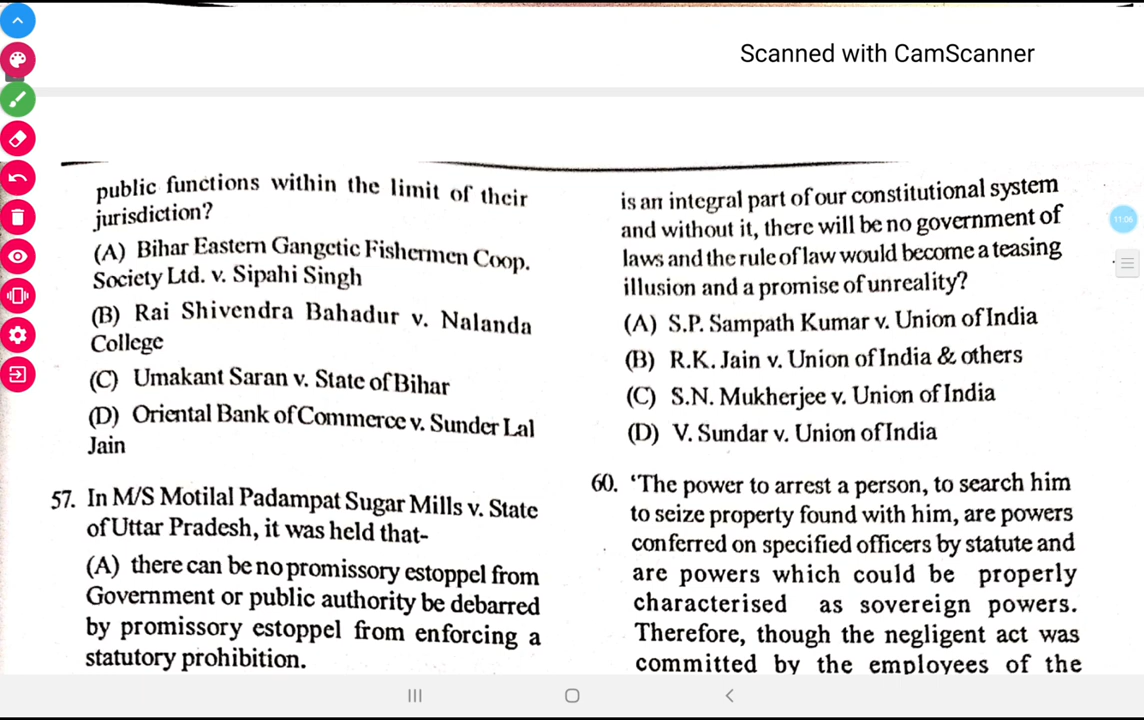 Scanned with CamScanner
11:06
public functions within the limit of their
jurisdiction?
(A) Bihar Eastern Gangetic Fishermen Coop.
Society Ltd. v. Sipahi Singh
(B) Rai Shivendra Bahadur v. Nalanda
College
(C) Umakant Saran v. State of Bihar
(D) Oriental Bank of Commerce v. Sunder Lal
Jain
57. In M/S Motilal Padampat Sugar Mills v. State
of Uttar Pradesh, it was held that-
(A) there can be no promissory estoppel from
Government or public authority be debarred
by promissory estoppel from enforcing a
statutory prohibition.
is an integral part of our constitutional system
and without it, there will be no government of
laws and the rule of law would become a teasing
illusion and a promise of unreality?
(A) S.P. Sampath Kumar v. Union of India
(B) R.K. Jain v. Union of India & others
(C) S.N. Mukherjee v. Union of India
(D) V. Sundar v. Union of India
60. 'The power to arrest a person, to search him
to seize property found with him, are powers
conferred on specified officers by statute and
are powers which could be properly
characterised as sovereign powers.
Therefore, though the negligent act was
committed by the employees of the